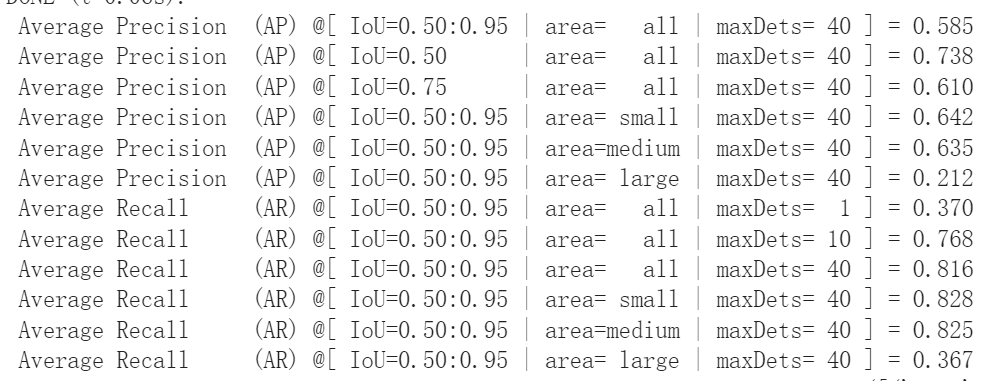 Average Precision (AP) @[ IoU=0.50:0.95 | area= all | maxDets= 40 ] = 0.585
Average Precision (AP) @[ IoU=0.50 | area= all | maxDets= 40 ] = 0.738
Average Precision (AP) @[ IoU=0.75 | area= all | maxDets= 40 ] = 0.610
Average Precision (AP) @[ IoU=0.50:0.95 | area= small | maxDets= 40 ] = 0.642
Average Precision (AP) @[ IoU=0.50:0.95 | area=medium | maxDets= 40 ] = 0.635
Average Precision (AP) @[ IoU=0.50:0.95 | area= large | maxDets= 40 ] = 0.212
Average Recall (AR) @[ IoU=0.50:0.95 | area= all | maxDets= 1 ] = 0.370
Average Recall (AR) @[ IoU=0.50:0.95 | area= all | maxDets= 10 ] = 0.768
Average Recall (AR) @[ IoU=0.50:0.95 | area= all | maxDets= 40 ] = 0.816
Average Recall (AR) @[ IoU=0.50:0.95 | area= small | maxDets= 40 ] = 0.828
Average Recall (AR) @[ IoU=0.50:0.95 | area=medium | maxDets= 40 ] = 0.825
Average Recall (AR) @[ IoU=0.50:0.95 | area= large | maxDets= 40 ] = 0.367